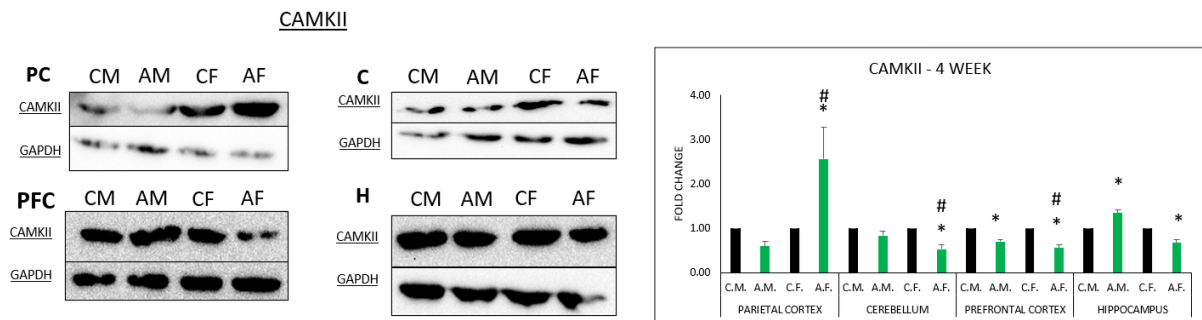 CAMKII
PC
CM AM CF AF
CAMKII
GAPDH
C
CM AM CF AF
CAMKII
GAPDH
PFC
CM AM CF AF
CAMKII
GAPDH
H
CM AM CF AF
CAMKII
GAPDH
CAMKII - 4 WEEK
FOLD CHANGE
4.00
3.00
2.00
1.00
0.00
#
*
#
*
*
#
*
*
*
C.M. A.M. C.F. A.F. C.M. A.M. C.F. A.F. C.M. A.M. C.F. A.F. C.M. A.M. C.F. A.F.
PARIETAL CORTEX CEREBELLUM PREFRONTAL CORTEX HIPPOCAMPUS